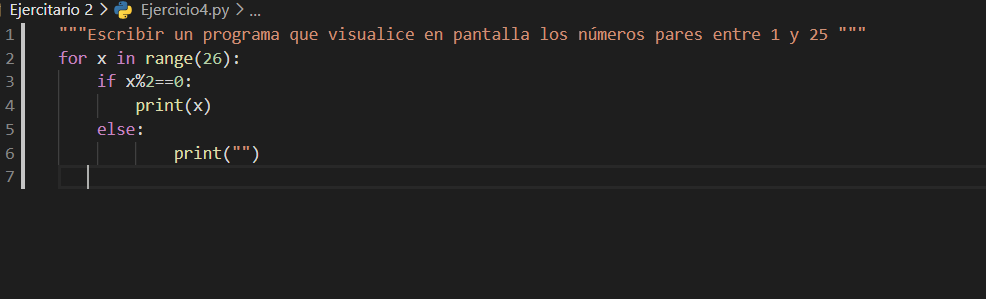 Ejercitario 2 > Ejercicio4.py > ...
1 """Escribir un programa que visualice en pantalla los números pares entre 1 y 25 """
2 for x in range(26):
3     if x%2==0:
4         print(x)
5     else:
6             print("")
7